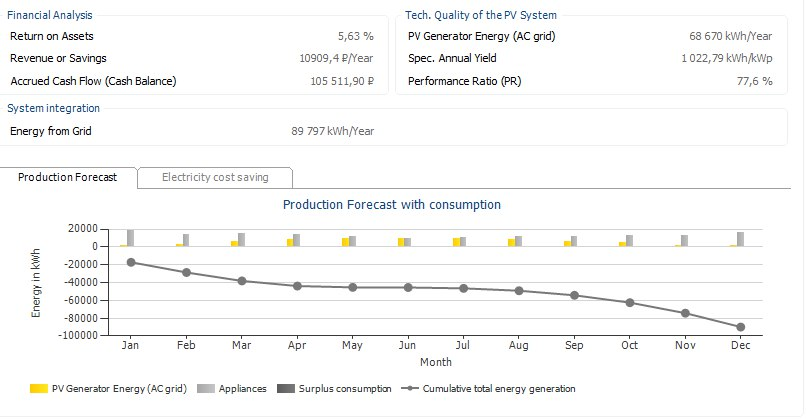 Financial Analysis
Return on Assets 5,63 %
Revenue or Savings 10909,4 ₽/Year
Accrued Cash Flow (Cash Balance) 105 511,90 ₽
Tech. Quality of the PV System
PV Generator Energy (AC grid) 68 670 kWh/Year
Spec. Annual Yield 1 022,79 kWh/kWp
Performance Ratio (PR) 77,6 %
System integration
Energy from Grid 89 797 kWh/Year
Production Forecast Electricity cost saving
Production Forecast with consumption
Energy in kWh
20000
0
-20000
-40000
-60000
-80000
-100000
Jan Feb Mar Apr May Jun Jul Aug Sep Oct Nov Dec
Month
PV Generator Energy (AC grid) Appliances Surplus consumption Cumulative total energy generation